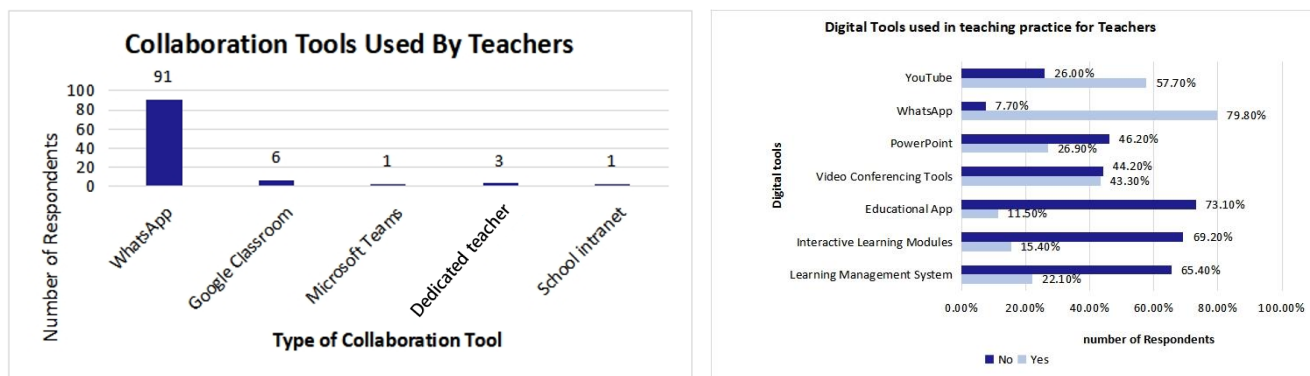 Collaboration Tools Used By Teachers
Number of Respondents
100
80
60
40
20
0
91
6
1
3
1
WhatsApp
Google Classroom
Microsoft Teams
Dedicated teacher
School intranet
Type of Collaboration Tool
Digital Tools used in teaching practice for Teachers
Digital tools
YouTube
26.00%
57.70%
WhatsApp
7.70%
79.80%
PowerPoint
46.20%
26.90%
Video Conferencing Tools
44.20%
43.30%
Educational App
73.10%
11.50%
Interactive Learning Modules
69.20%
15.40%
Learning Management System
65.40%
22.10%
0.00% 20.00% 40.00% 60.00% 80.00% 100.00%
number of Respondents
No Yes